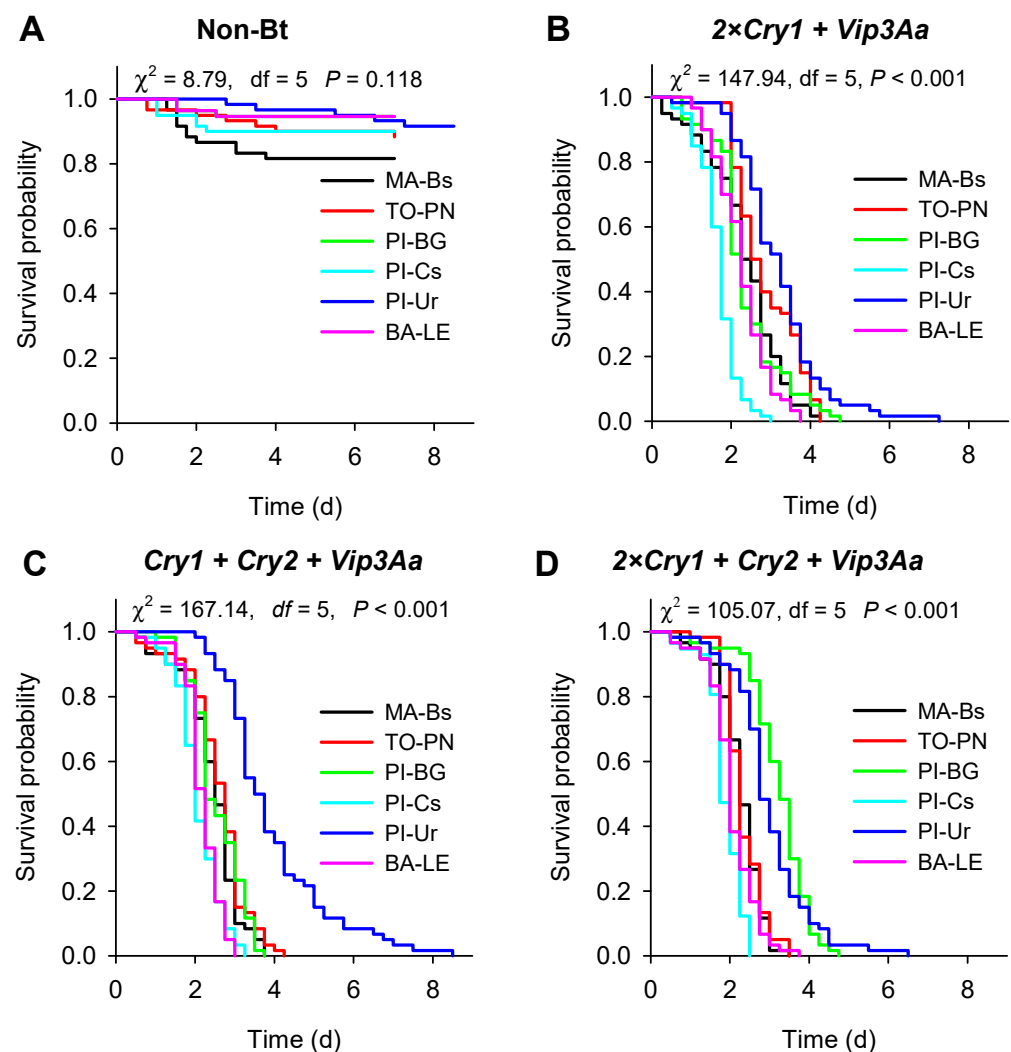 A
Non-Bt
χ² = 8.79, df = 5 P = 0.118
1.0
0.8
0.6
0.4
0.2
0.0
Survival probability
MA-Bs
TO-PN
PI-BG
PI-Cs
PI-Ur
BA-LE
0 2 4 6 8
Time (d)
B
2×Cry1 + Vip3Aa
χ² = 147.94, df = 5, P < 0.001
1.0
0.8
0.6
0.4
0.2
0.0
Survival probability
MA-Bs
TO-PN
PI-BG
PI-Cs
PI-Ur
BA-LE
0 2 4 6 8
Time (d)
C
Cry1 + Cry2 + Vip3Aa
χ² = 167.14, df = 5, P < 0.001
1.0
0.8
0.6
0.4
0.2
0.0
Survival probability
MA-Bs
TO-PN
PI-BG
PI-Cs
PI-Ur
BA-LE
0 2 4 6 8
Time (d)
D
2×Cry1 + Cry2 + Vip3Aa
χ² = 105.07, df = 5 P < 0.001
1.0
0.8
0.6
0.4
0.2
0.0
Survival probability
MA-Bs
TO-PN
PI-BG
PI-Cs
PI-Ur
BA-LE
0 2 4 6 8
Time (d)